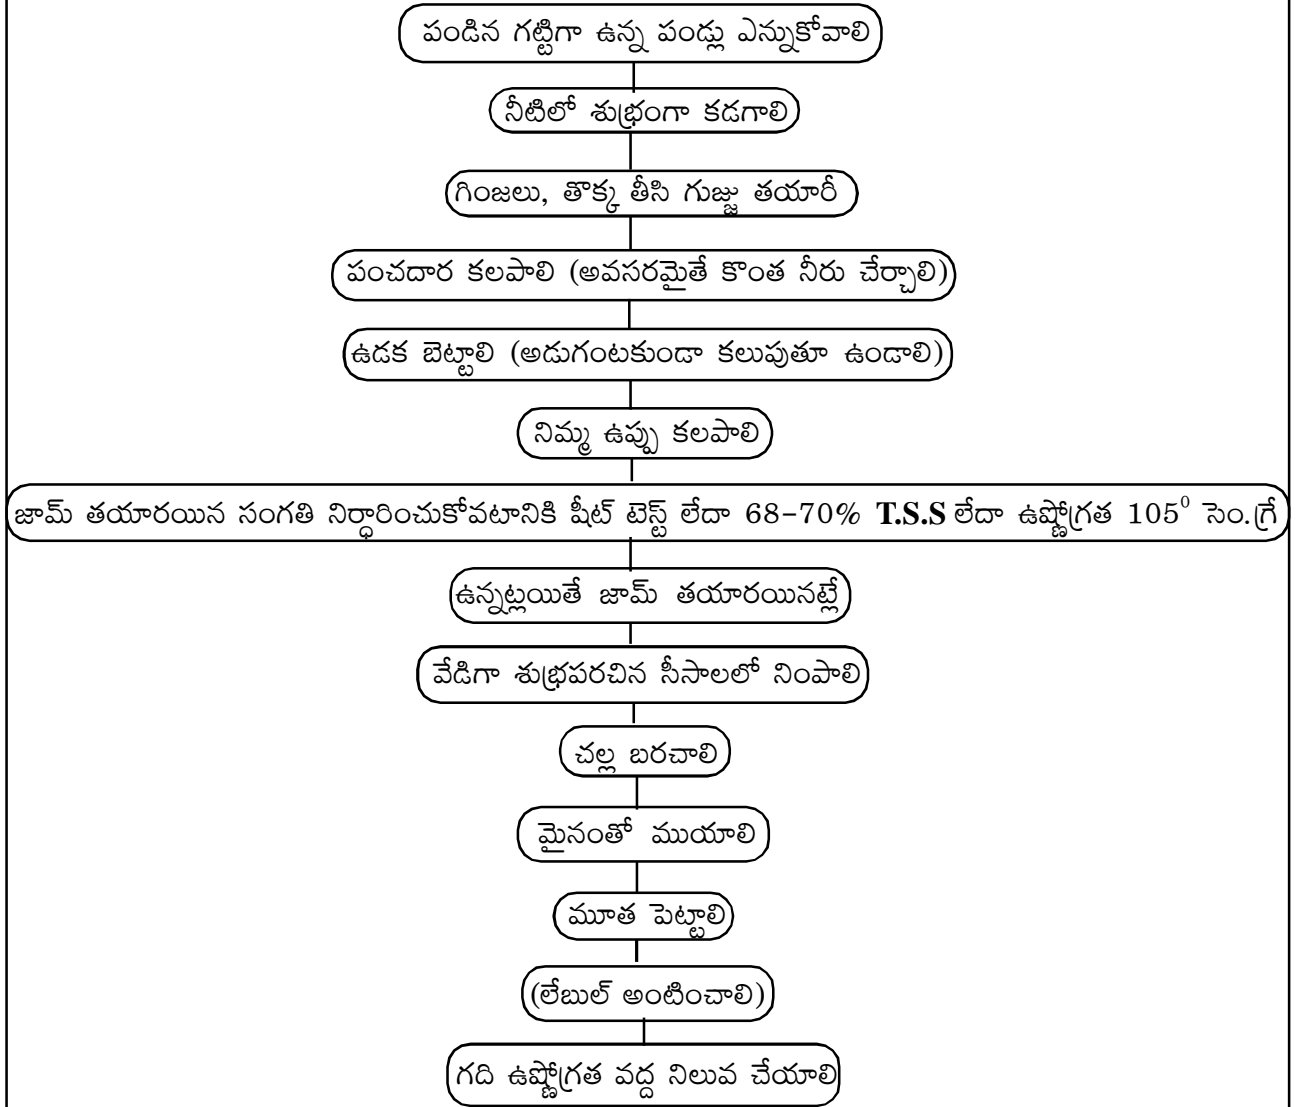 పండిన గట్టిగా ఉన్న పండ్లు ఎన్నుకోవాలి
నీటిలో శుభ్రంగా కడగాలి
గింజలు, తొక్క తీసి గుజ్జు తయారీ
పంచదార కలపాలి (అవసరమైతే కొంత నీరు చేర్చాలి)
ఉడక బెట్టాలి (అడుగంటకుండా కలుపుతూ ఉండాలి)
నిమ్మ ఉప్పు కలపాలి
జామ్ తయారయిన సంగతి నిర్ధారించుకోవటానికి షీట్ టెస్ట్ లేదా 68-70% T.S.S లేదా ఉష్ణోగ్రత 105⁰ సెం.గ్రే
ఉన్నట్లయితే జామ్ తయారయినట్లే
వేడిగా శుభ్రపరచిన సీసాలలో నింపాలి
చల్ల బరచాలి
మైనంతో ముయాలి
మూత పెట్టాలి
(లేబుల్ అంటించాలి)
గది ఉష్ణోగ్రత వద్ద నిలువ చేయాలి